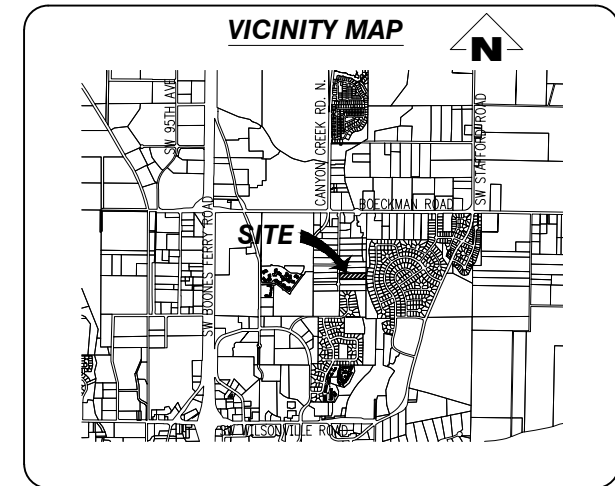 VICINITY MAP
N
SW 95TH AVE
CANYON CREEK RD. N.
SW STAFFORD ROAD
BOECKMAN ROAD
SW BOONES FERRY ROAD
SITE
SW WILSONVILLE ROAD